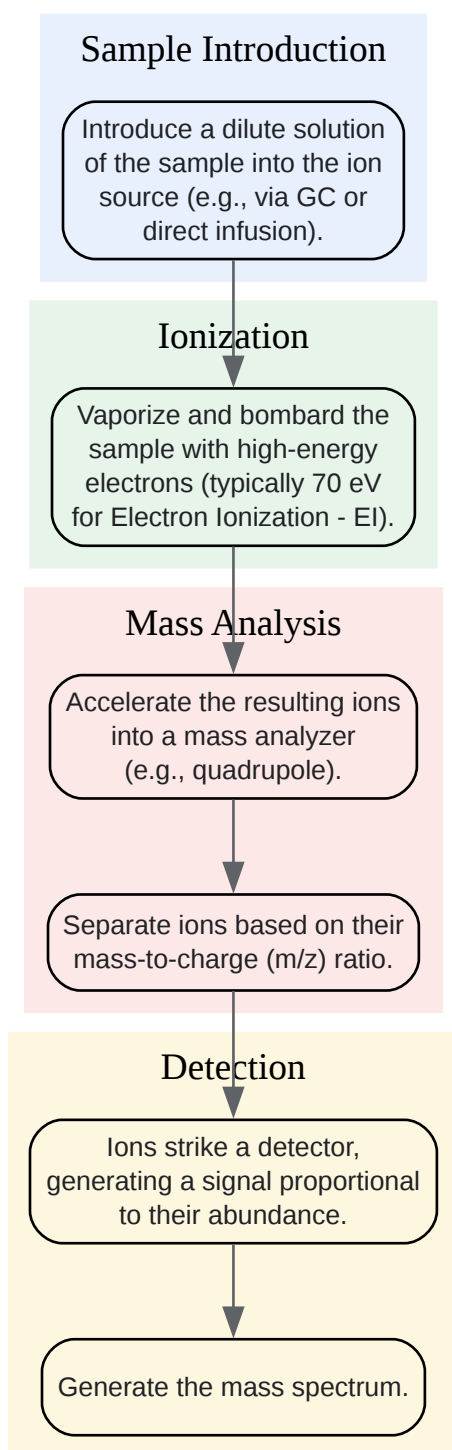 Sample Introduction
Introduce a dilute solution
of the sample into the ion
source (e.g., via GC or
direct infusion).
Ionization
Vaporize and bombard the
sample with high-energy
electrons (typically 70 eV
for Electron Ionization - EI).
Mass Analysis
Accelerate the resulting ions
into a mass analyzer
(e.g., quadrupole).
Separate ions based on their
mass-to-charge (m/z) ratio.
Detection
Ions strike a detector,
generating a signal proportional
to their abundance.
Generate the mass spectrum.